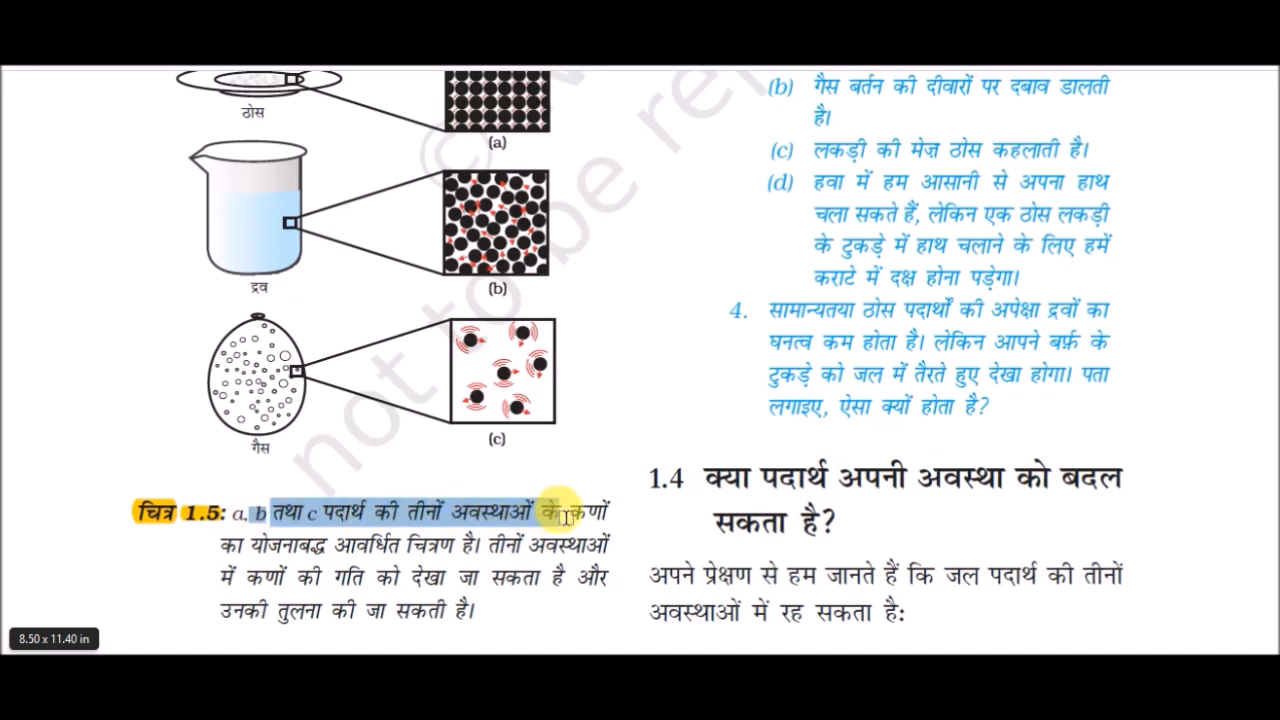 ठोस
(a)
द्रव
(b)
गैस
(c)
चित्र 1.5: a, b तथा c पदार्थ की तीनों अवस्थाओं के कणों
का योजनाबद्ध आवर्धित चित्रण है। तीनों अवस्थाओं
में कणों की गति को देखा जा सकता है और
उनकी तुलना की जा सकती है।
(b) गैस बर्तन की दीवारों पर दबाव डालती
है।
(c) लकड़ी की मेज़ ठोस कहलाती है।
(d) हवा में हम आसानी से अपना हाथ
चला सकते हैं, लेकिन एक ठोस लकड़ी
के टुकड़े में हाथ चलाने के लिए हमें
कराटे में दक्ष होना पड़ेगा।
4. सामान्यतया ठोस पदार्थों की अपेक्षा द्रवों का
घनत्व कम होता है। लेकिन आपने बर्फ़ के
टुकड़े को जल में तैरते हुए देखा होगा। पता
लगाइए, ऐसा क्यों होता है?
1.4 क्या पदार्थ अपनी अवस्था को बदल
सकता है?
अपने प्रेक्षण से हम जानते हैं कि जल पदार्थ की तीनों
अवस्थाओं में रह सकता है:
not to be re
8.50 x 11.40 in